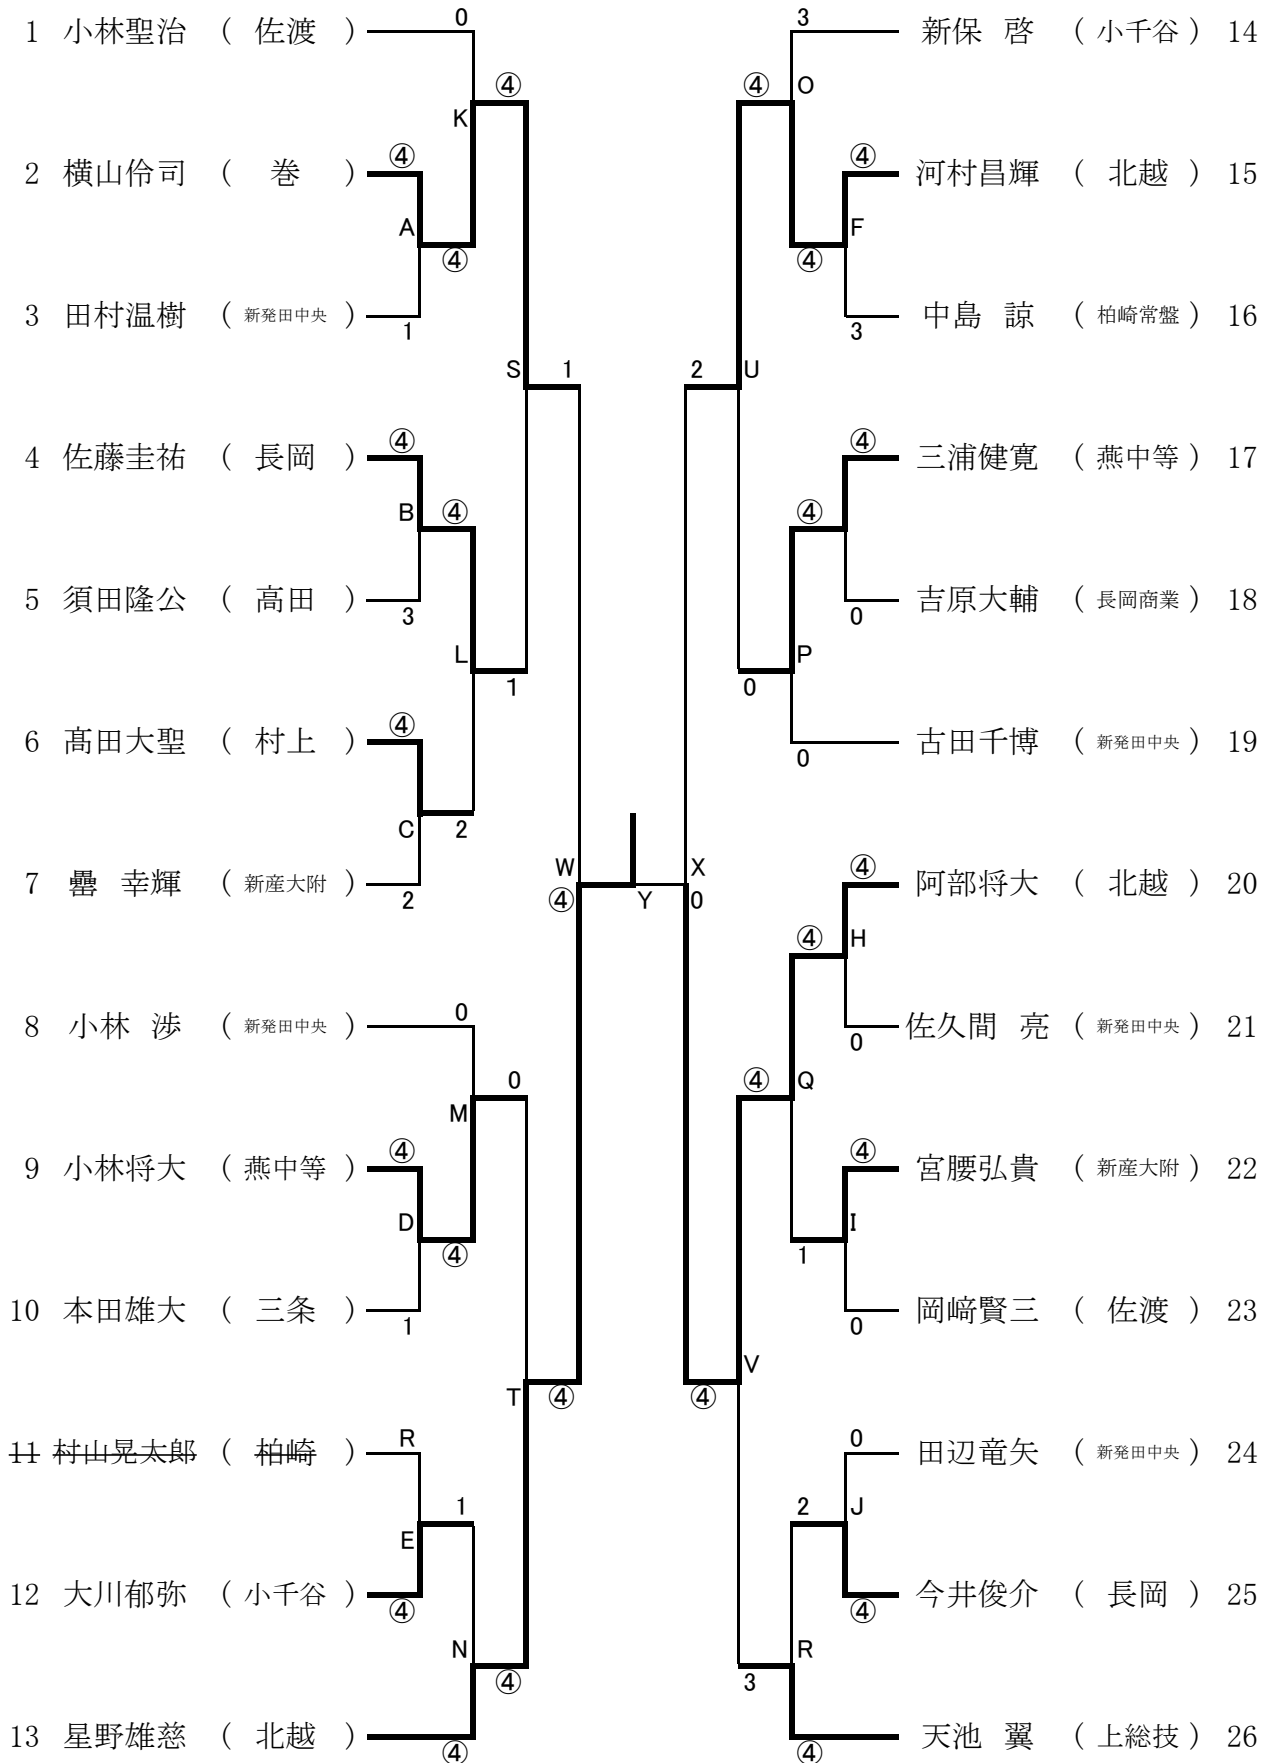 0 3
1 小林聖治 ( 佐渡 ) 新保 啓 ( 小千谷 ) 14
④ ④ O
K
④ ④
2 横山伶司 ( 巻 ) 河村昌輝 ( 北越 ) 15
A F
④ ④
3 田村温樹 ( 新発田中央 ) 中島 諒 ( 柏崎常盤 ) 16
1 3
S 1 2 U
④ ④
4 佐藤圭祐 ( 長岡 ) 三浦健寛 ( 燕中等 ) 17
B ④ ④
5 須田隆公 ( 高田 ) 吉原大輔 ( 長岡商業 ) 18
3 0
L P
1 0
④
6 髙田大聖 ( 村上 ) 古田千博 ( 新発田中央 ) 19
0
C 2
W X ④
7 罍 幸輝 ( 新産大附 ) 阿部将大 ( 北越 ) 20
2 ④ Y 0
④ H
0
8 小林 渉 ( 新発田中央 ) 佐久間 亮 ( 新発田中央 ) 21
0
0 ④ Q
M
④ ④
9 小林将大 ( 燕中等 ) 宮腰弘貴 ( 新産大附 ) 22
D I
④ 1
10 本田雄大 ( 三条 ) 岡﨑賢三 ( 佐渡 ) 23
1 0
V
T ④ ④
R 0
11 村山晃太郎 ( 柏崎 ) 田辺竜矢 ( 新発田中央 ) 24
1 2 J
E
12 大川郁弥 ( 小千谷 ) 今井俊介 ( 長岡 ) 25
④ ④
N R
④ 3
13 星野雄慈 ( 北越 ) 天池 翼 ( 上総技 ) 26
④ ④